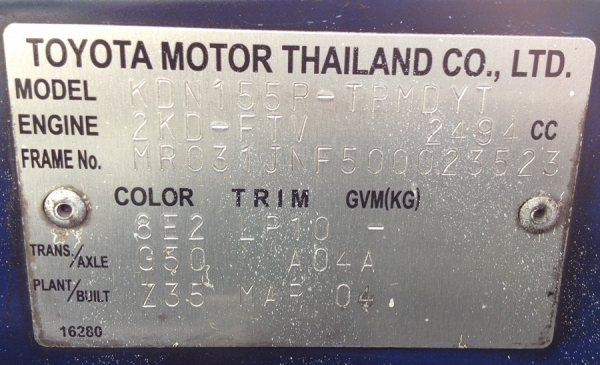 TOYOTA MOTOR THAILAND CO., LTD.
MODEL KDN155R-TRMDYT
ENGINE 2KD-FTV 2494 CC
FRAME No. MR031JNF500023523
COLOR TRIM GVM(KG)
8E2 LP10 -
TRANS./AXLE G50 A04A
PLANT/BUILT Z35 MAR 04
16280